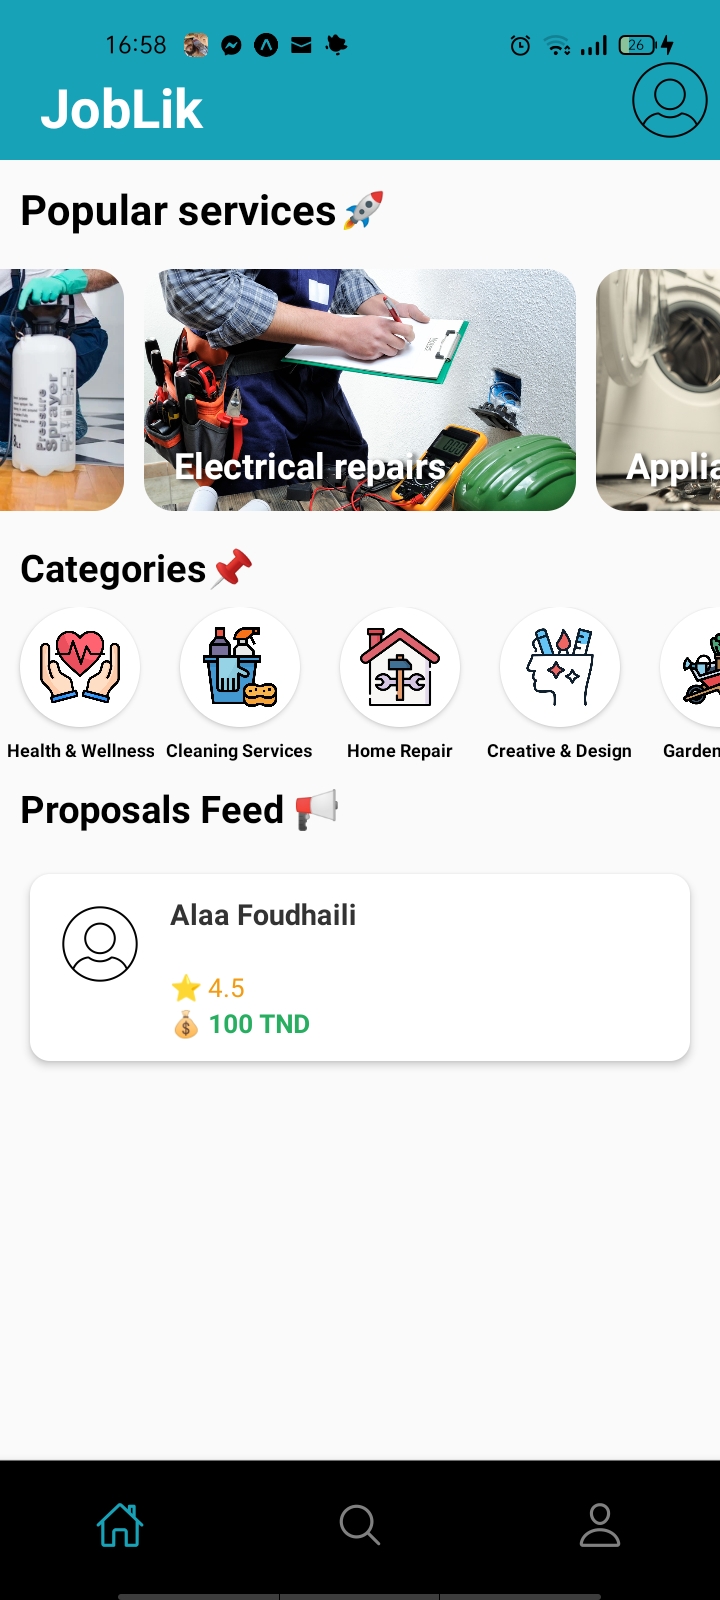 16:58
26
JobLik
Popular services🚀
Pressure
Sprayer
Electrical repairs
Applia
Categories📌
Health & Wellness
Cleaning Services
Home Repair
Creative & Design
Garden
Proposals Feed 📢
Alaa Foudhaili
⭐ 4.5
💰 100 TND